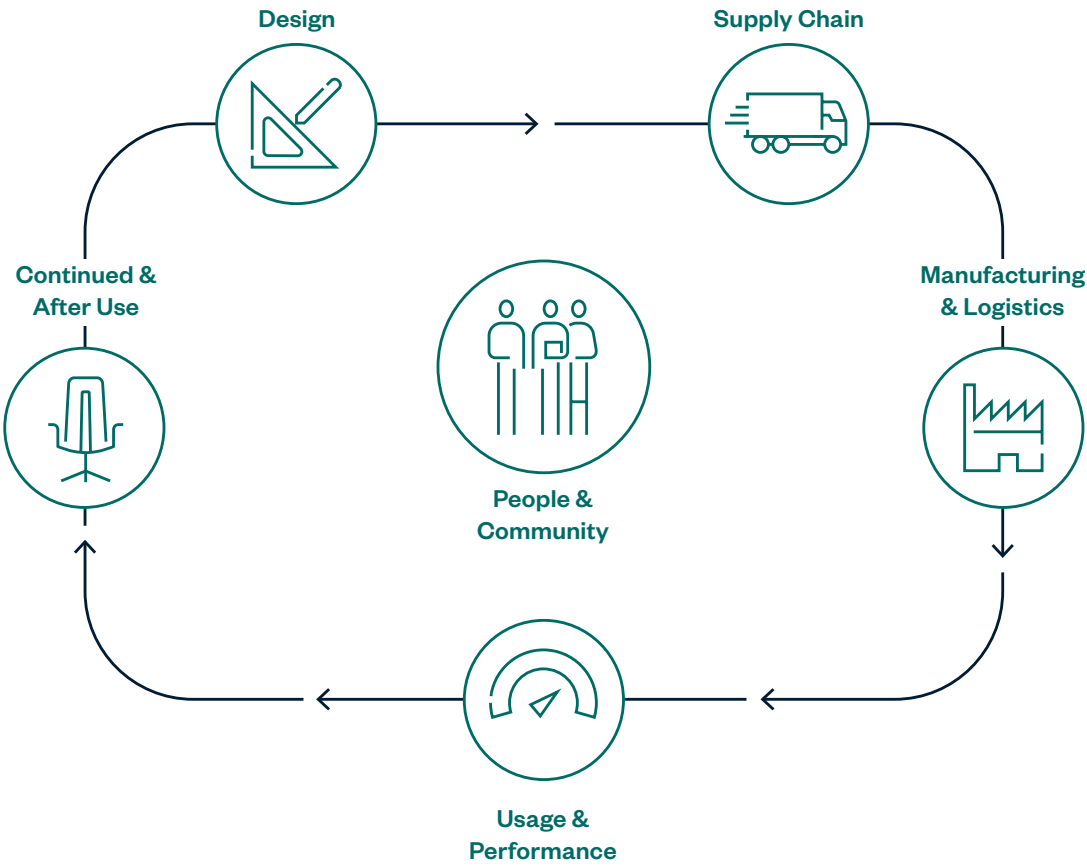 Design
Supply Chain
Continued &
After Use
Manufacturing
& Logistics
People &
Community
Usage &
Performance